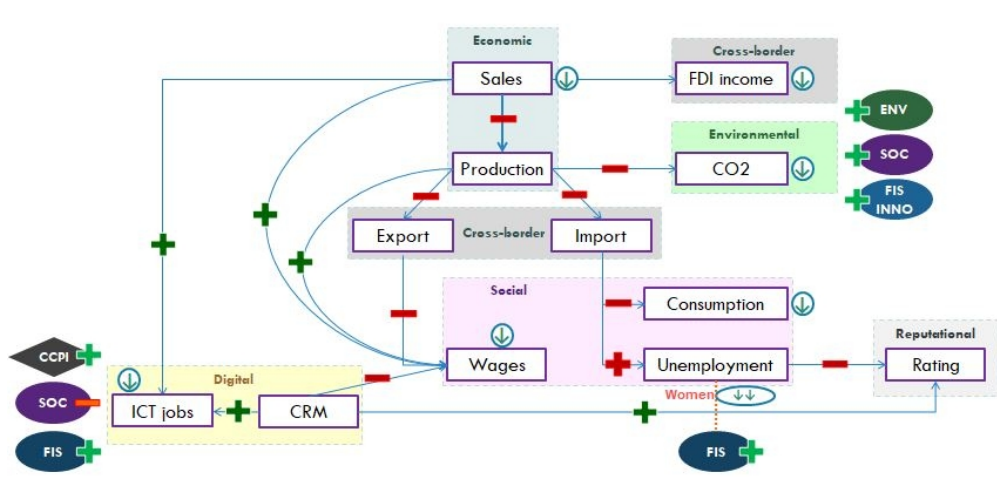 Economic
Cross-border
Sales
FDI income
ENV
Environmental
SOC
Production
CO2
FIS
INNO
Export
Cross-border
Import
Social
Consumption
Reputational
CCPI
Wages
Unemployment
Rating
Digital
Women
SOC
ICT jobs
CRM
FIS
FIS